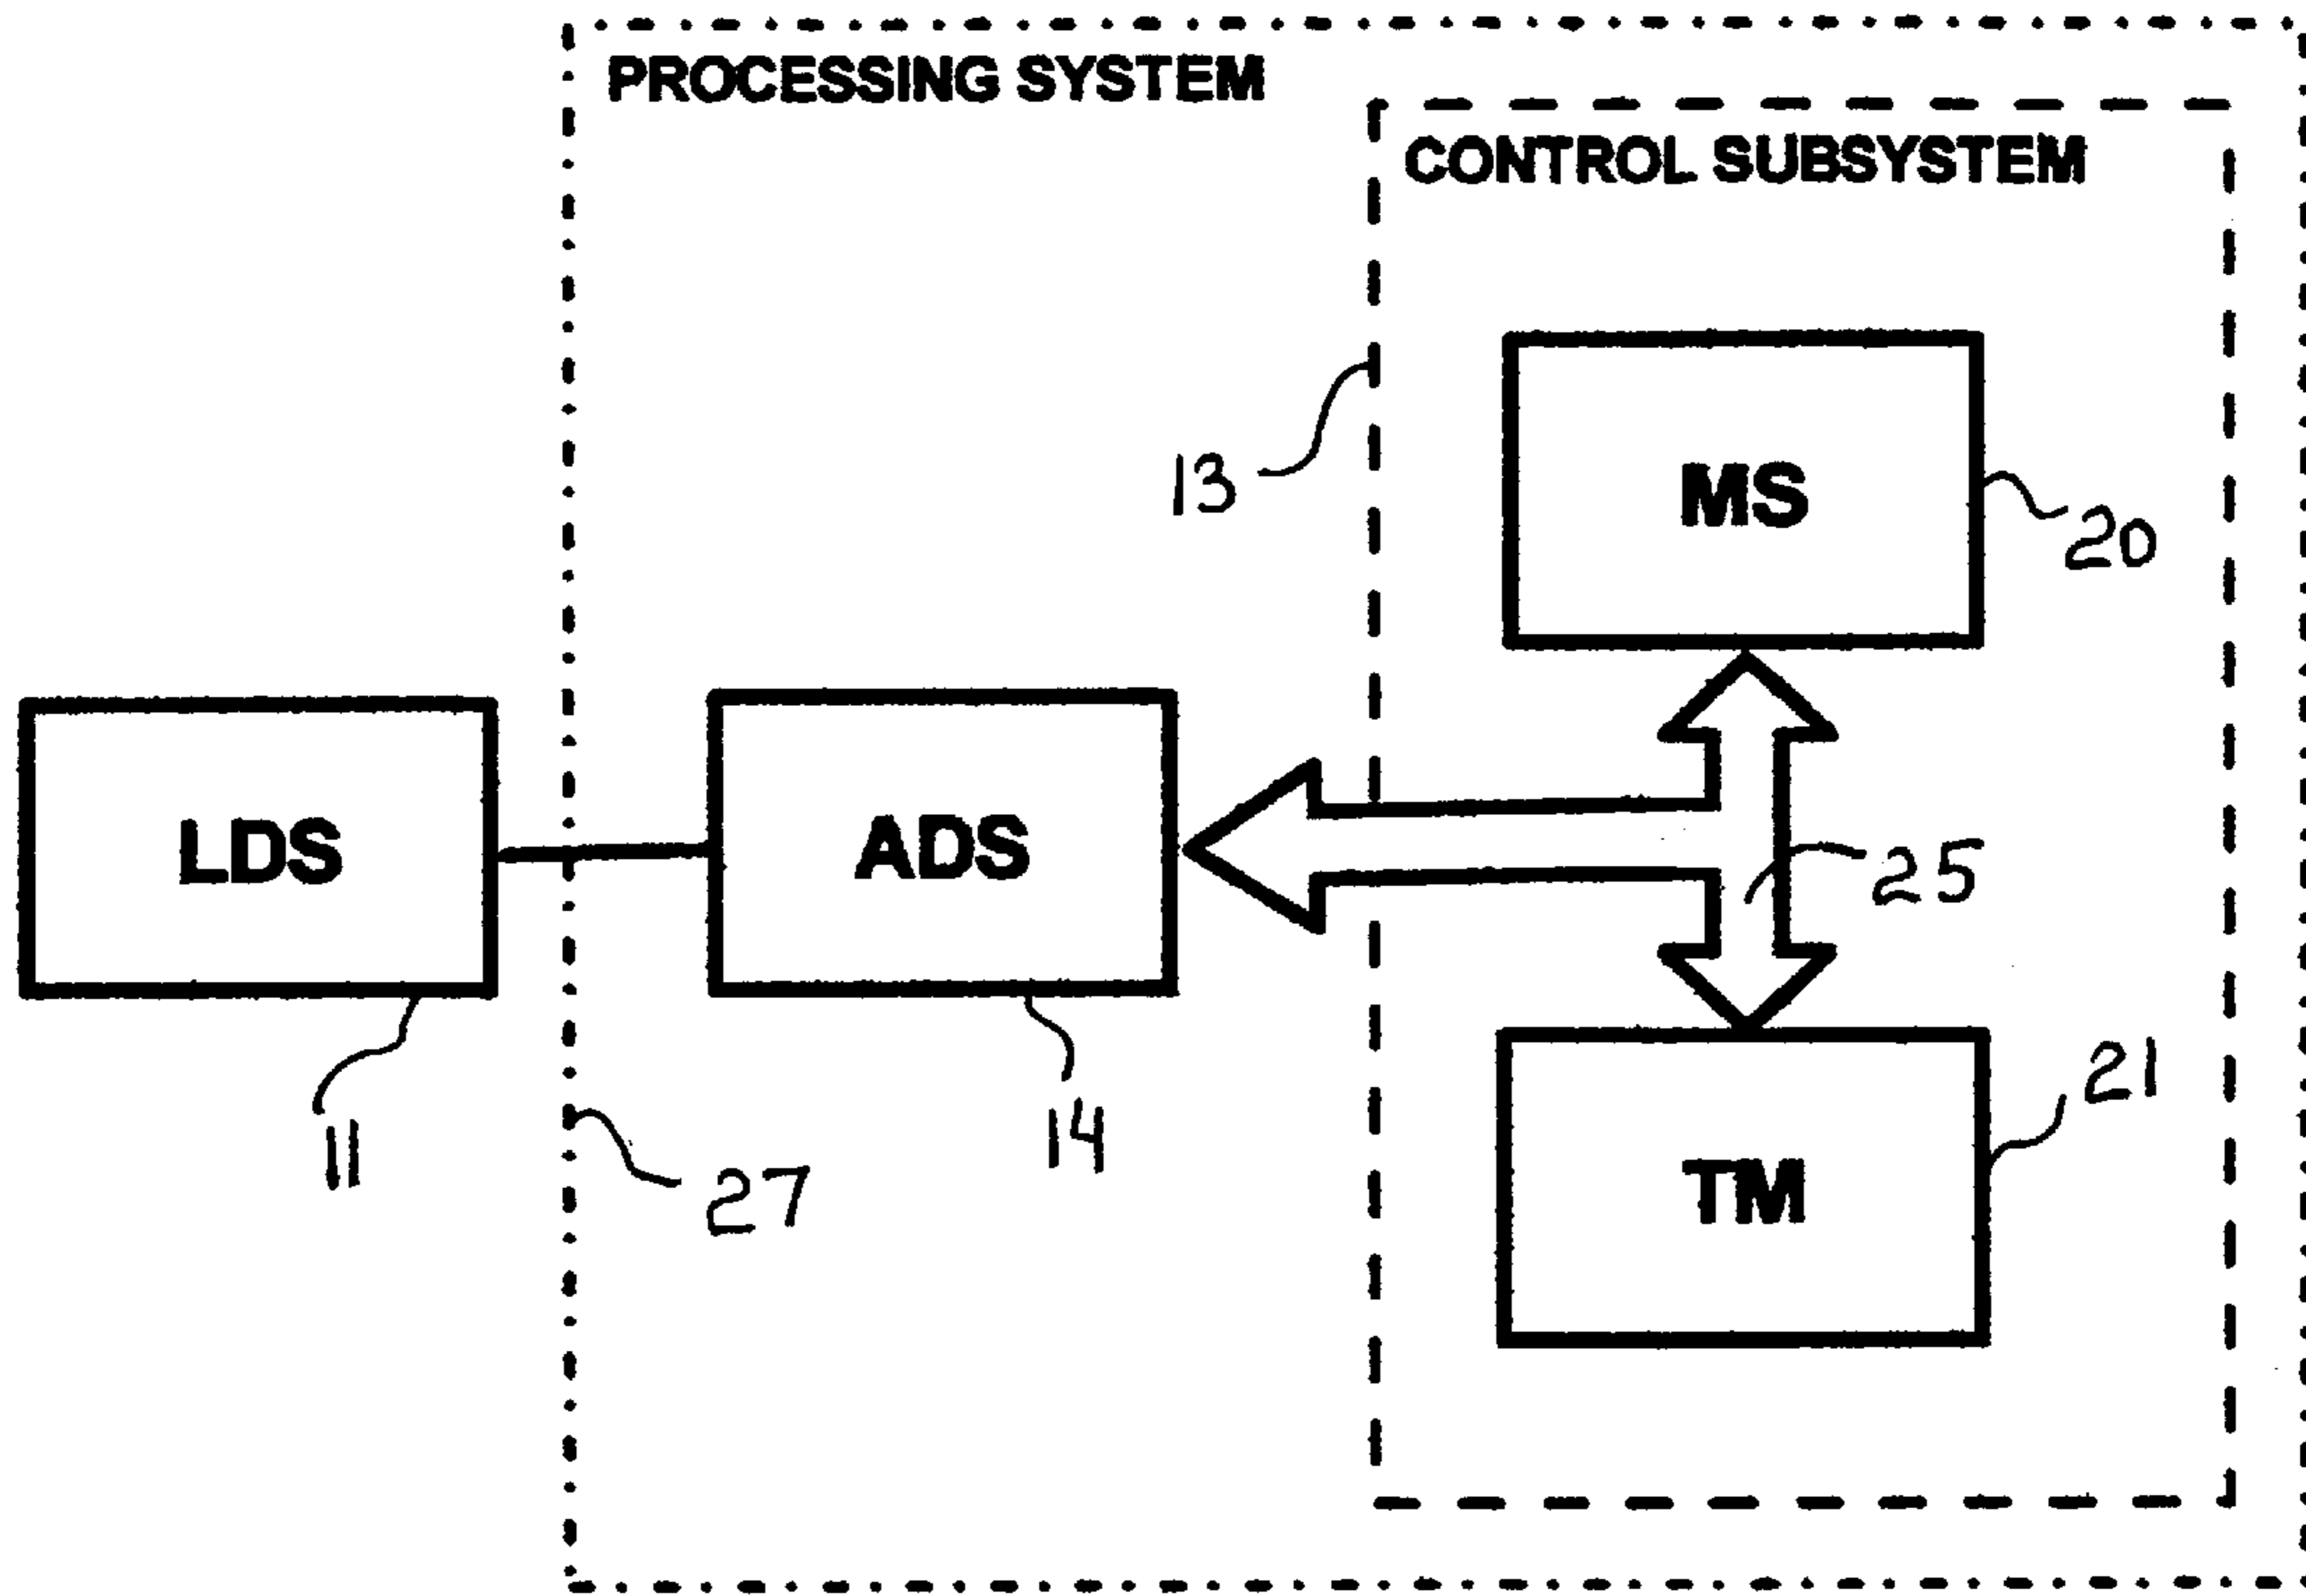 PROCESSING SYSTEM
CONTROL SUBSYSTEM
13
MS
20
LDS
ADS
25
11
27
14
21
TM